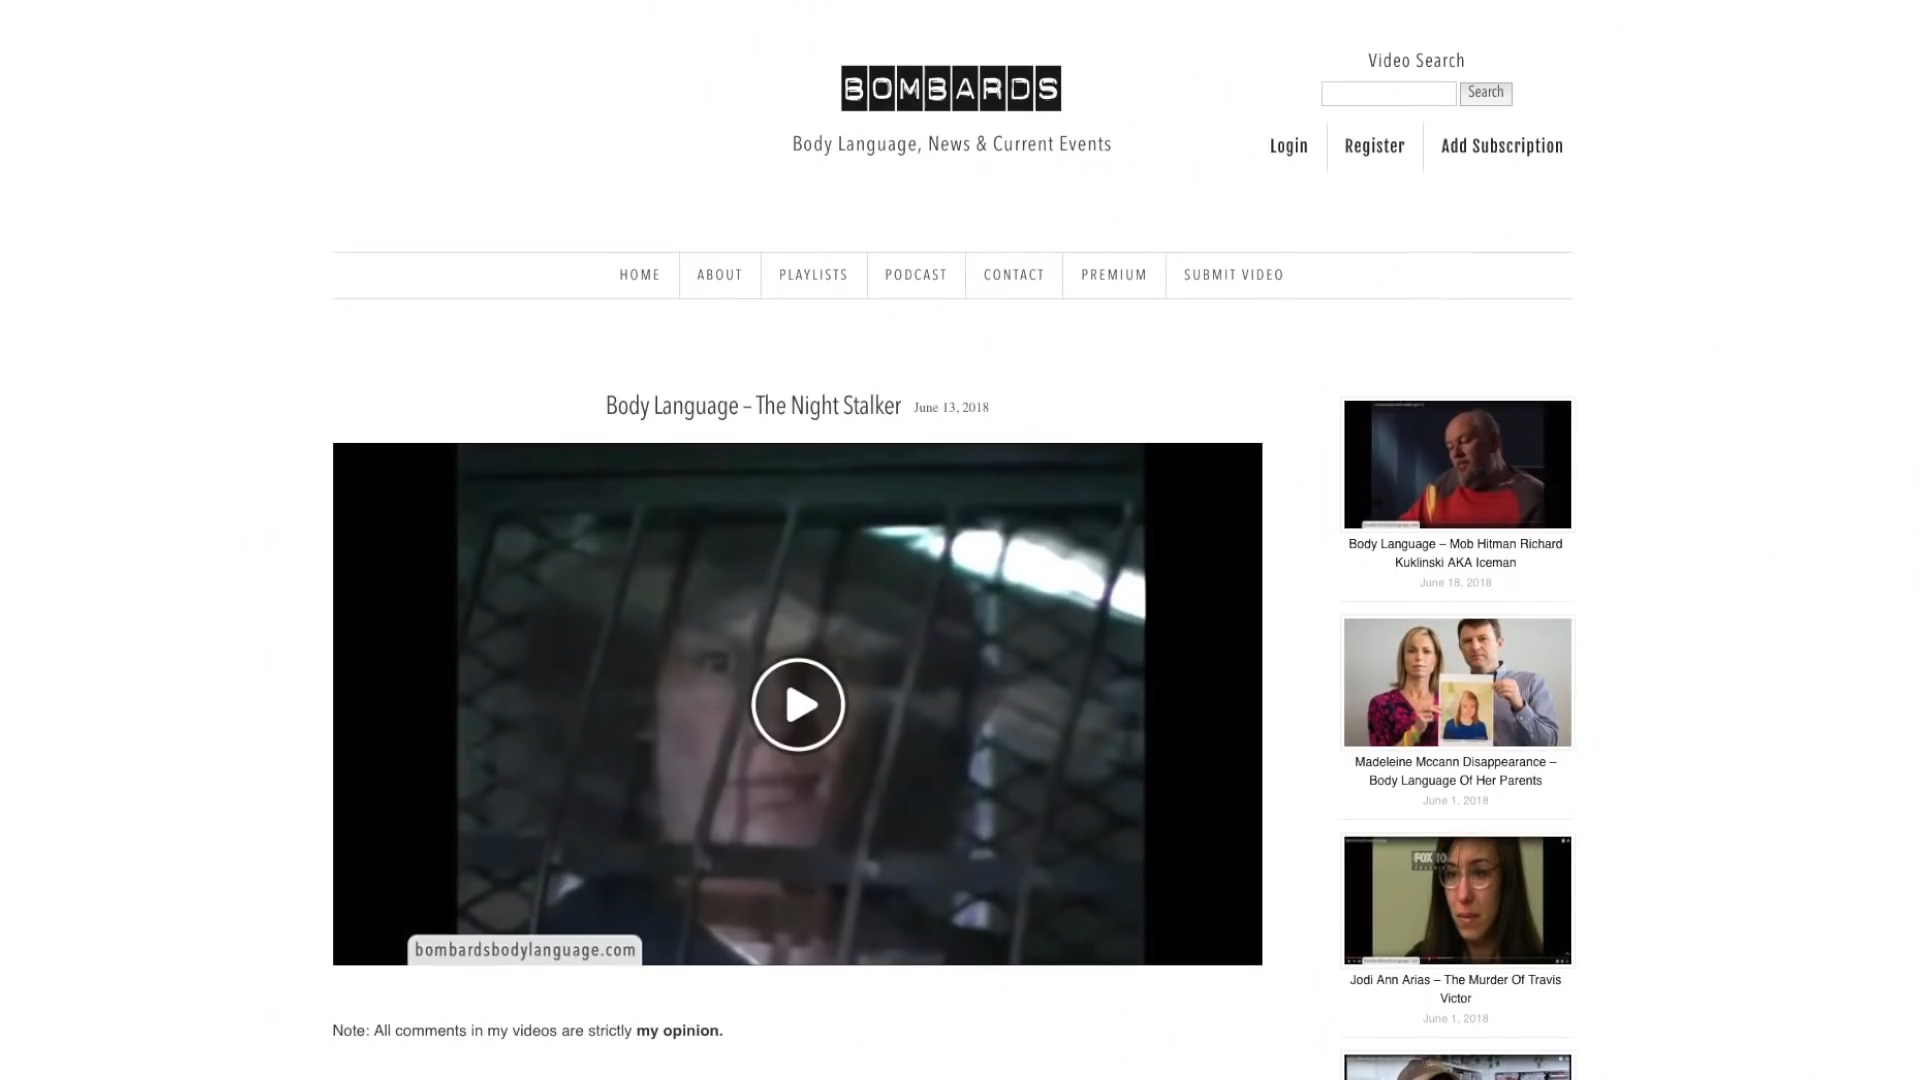 BOMBARDS
Body Language, News & Current Events
Video Search
Search
Login Register Add Subscription
HOME ABOUT PLAYLISTS PODCAST CONTACT PREMIUM SUBMIT VIDEO
Body Language – The Night Stalker June 13, 2018
bombardsbodylanguage.com
Note: All comments in my videos are strictly my opinion.
Body Language – Mob Hitman Richard
Kuklinski AKA Iceman
June 18, 2018
Madeleine Mccann Disappearance –
Body Language Of Her Parents
June 1, 2018
FOX 10
Jodi Ann Arias – The Murder Of Travis
Victor
June 1, 2018